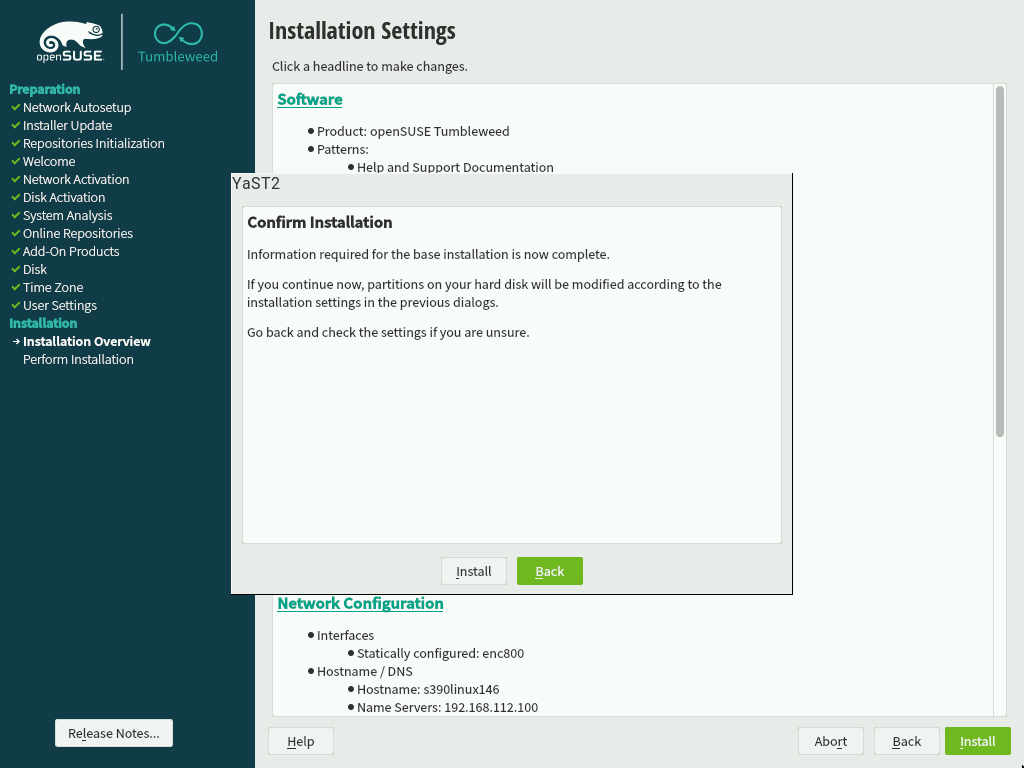 openSUSE
Tumbleweed
Preparation
Network Autosetup
Installer Update
Repositories Initialization
Welcome
Network Activation
Disk Activation
System Analysis
Online Repositories
Add-On Products
Disk
Time Zone
User Settings
Installation
Installation Overview
Perform Installation
Release Notes...
Installation Settings
Click a headline to make changes.
Software
Product: openSUSE Tumbleweed
Patterns:
Help and Support Documentation
YaST2
Confirm Installation
Information required for the base installation is now complete.
If you continue now, partitions on your hard disk will be modified according to the
installation settings in the previous dialogs.
Go back and check the settings if you are unsure.
Install Back
Network Configuration
Interfaces
Statically configured: enc800
Hostname / DNS
Hostname: s390linux146
Name Servers: 192.168.112.100
Help Abort Back Install